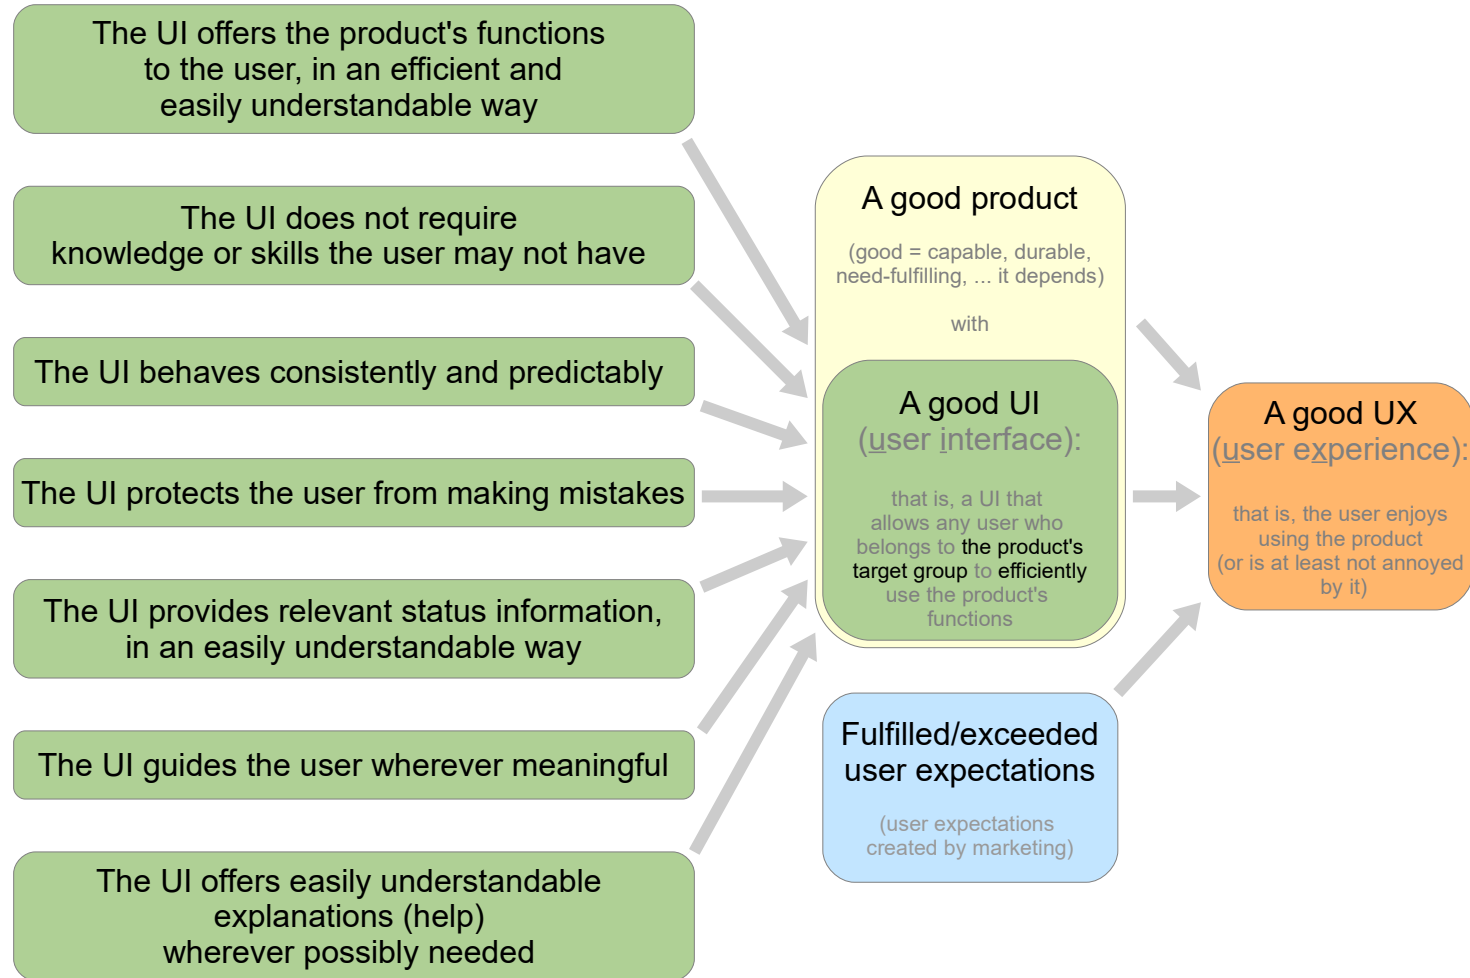 The UI offers the product's functions
to the user, in an efficient and
easily understandable way
The UI does not require
knowledge or skills the user may not have
The UI behaves consistently and predictably
The UI protects the user from making mistakes
The UI provides relevant status information,
in an easily understandable way
The UI guides the user wherever meaningful
The UI offers easily understandable
explanations (help)
wherever possibly needed
A good product
(good = capable, durable,
need-fulfilling, ... it depends)
with
A good UI
(user interface):
that is, a UI that
allows any user who
belongs to the product's
target group to efficiently
use the product's
functions
Fulfilled/exceeded
user expectations
(user expectations
created by marketing)
A good UX
(user experience):
that is, the user enjoys
using the product
(or is at least not annoyed
by it)